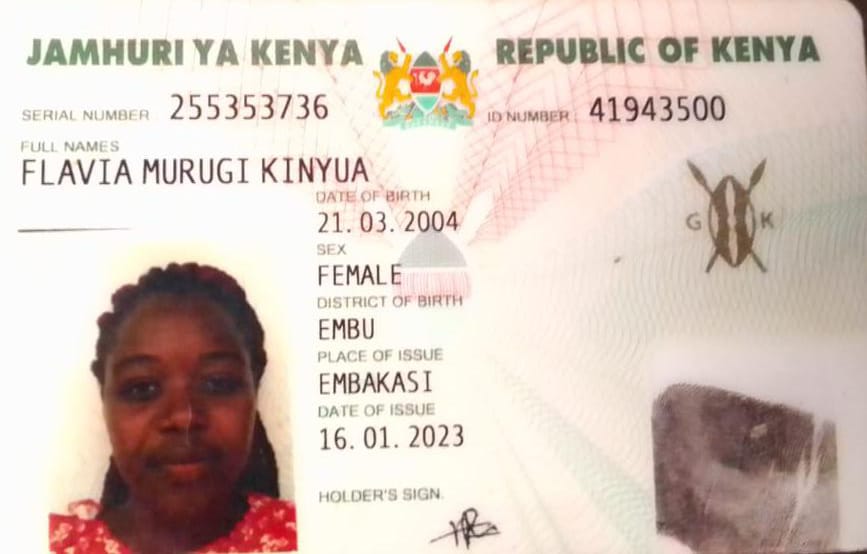 JAMHURI YA KENYA REPUBLIC OF KENYA
SERIAL NUMBER : 255353736 ID NUMBER : 41943500
FULL NAMES
FLAVIA MURUGI KINYUA
DATE OF BIRTH
21. 03. 2004
SEX
FEMALE
G K
DISTRICT OF BIRTH
EMBU
PLACE OF ISSUE
EMBAKASI
DATE OF ISSUE
16. 01. 2023
HOLDER'S SIGN.